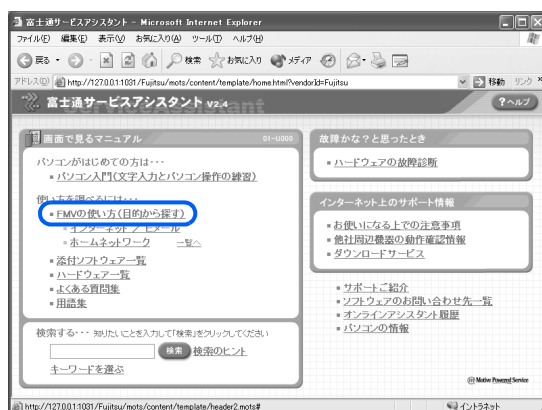 富士通サービスアシスタント - Microsoft Internet Explorer
ファイル(F) 編集(E) 表示(V) お気に入り(A) ツール(T) ヘルプ(H)
戻る 検索 お気に入り メディア
アドレス(D) http://127.0.0.1:1031/Fujitsu/mots/content/template/home.html?vendorId=Fujitsu 移動 リンク
富士通サービスアシスタント V2.4 ?ヘルプ
画面で見るマニュアル 01-U000
パソコンがはじめての方は・・・
パソコン入門(文字入力とパソコン操作の練習)
使い方を調べるには・・・
FMVの使い方(目的から探す)
インターネット / Eメール
ホームネットワーク 一覧へ
添付ソフトウェア一覧
ハードウェア一覧
よくある質問集
用語集
検索する・・・ 知りたいことを入力して「検索」をクリックしてください
検索 検索のヒント
キーワードを選ぶ
故障かな？と思ったとき
ハードウェアの故障診断
インターネット上のサポート情報
お使いになる上での注意事項
他社周辺機器の動作確認情報
ダウンロードサービス
サポートご紹介
ソフトウェアのお問い合わせ先一覧
オンラインアシスタント履歴
パソコンの情報
Motive Powered Service
http://127.0.0.1:1031/Fujitsu/mots/content/template/header2.mots# イントラネット